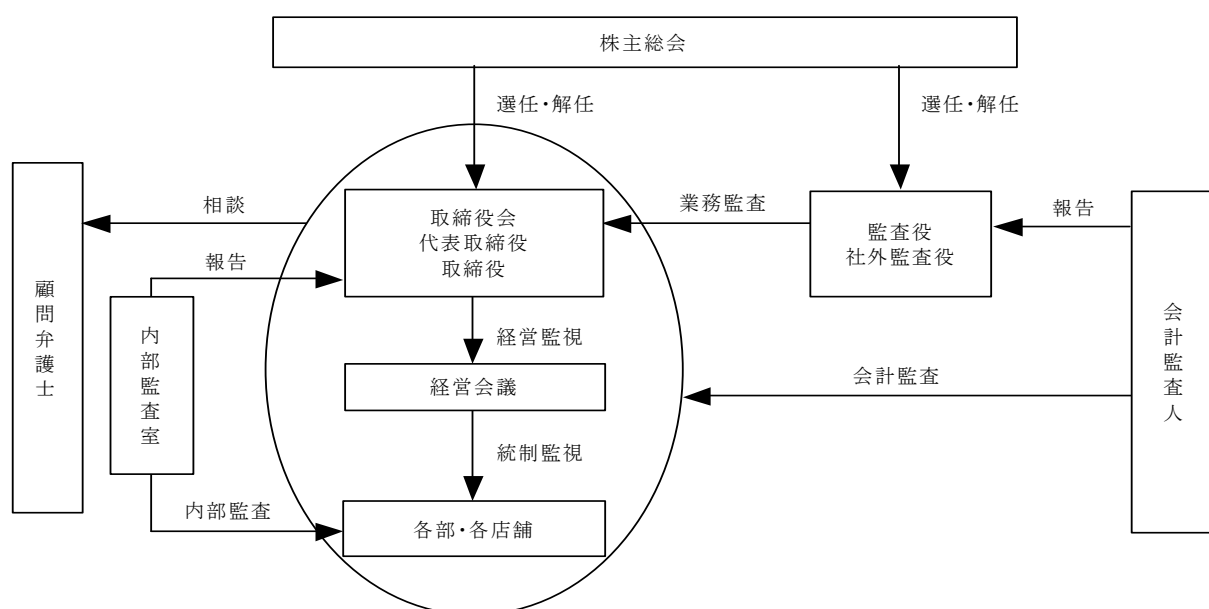 株主総会
選任・解任
選任・解任
相談
取締役会
代表取締役
取締役
業務監査
監査役
社外監査役
報告
報告
顧問弁護士
内部監査室
経営監視
経営会議
会計監査
会計監査人
統制監視
内部監査
各部・各店舗